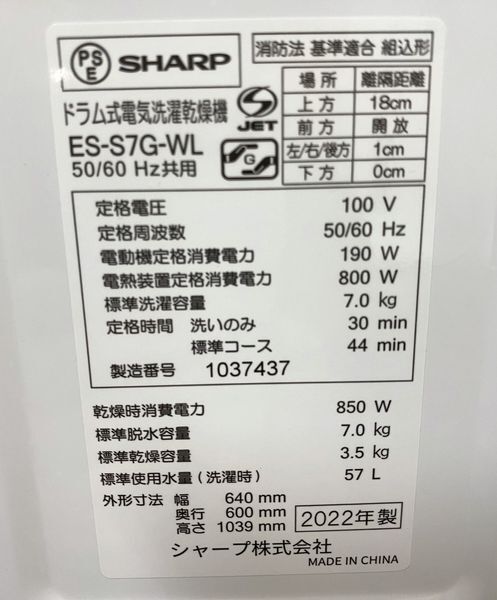 PSE SHARP
ドラム式電気洗濯乾燥機
ES-S7G-WL
50/60 Hz共用
JET
G
消防法 基準適合 組込形
場所 離隔距離
上方 18cm
前方 開放
左/右/後方 1cm
下方 0cm
定格電圧 100 V
定格周波数 50/60 Hz
電動機定格消費電力 190 W
電熱装置定格消費電力 800 W
標準洗濯容量 7.0 kg
定格時間 洗いのみ 30 min
標準コース 44 min
製造番号 1037437
乾燥時消費電力 850 W
標準脱水容量 7.0 kg
標準乾燥容量 3.5 kg
標準使用水量(洗濯時) 57 L
外形寸法 幅 640 mm
奥行 600 mm
高さ 1039 mm
2022年製
シャープ株式会社
MADE IN CHINA